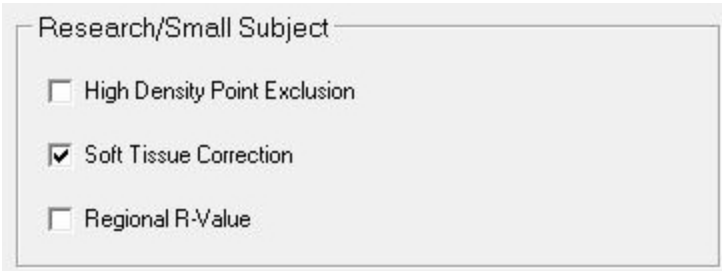 Research/Small Subject
High Density Point Exclusion
Soft Tissue Correction
Regional R-Value